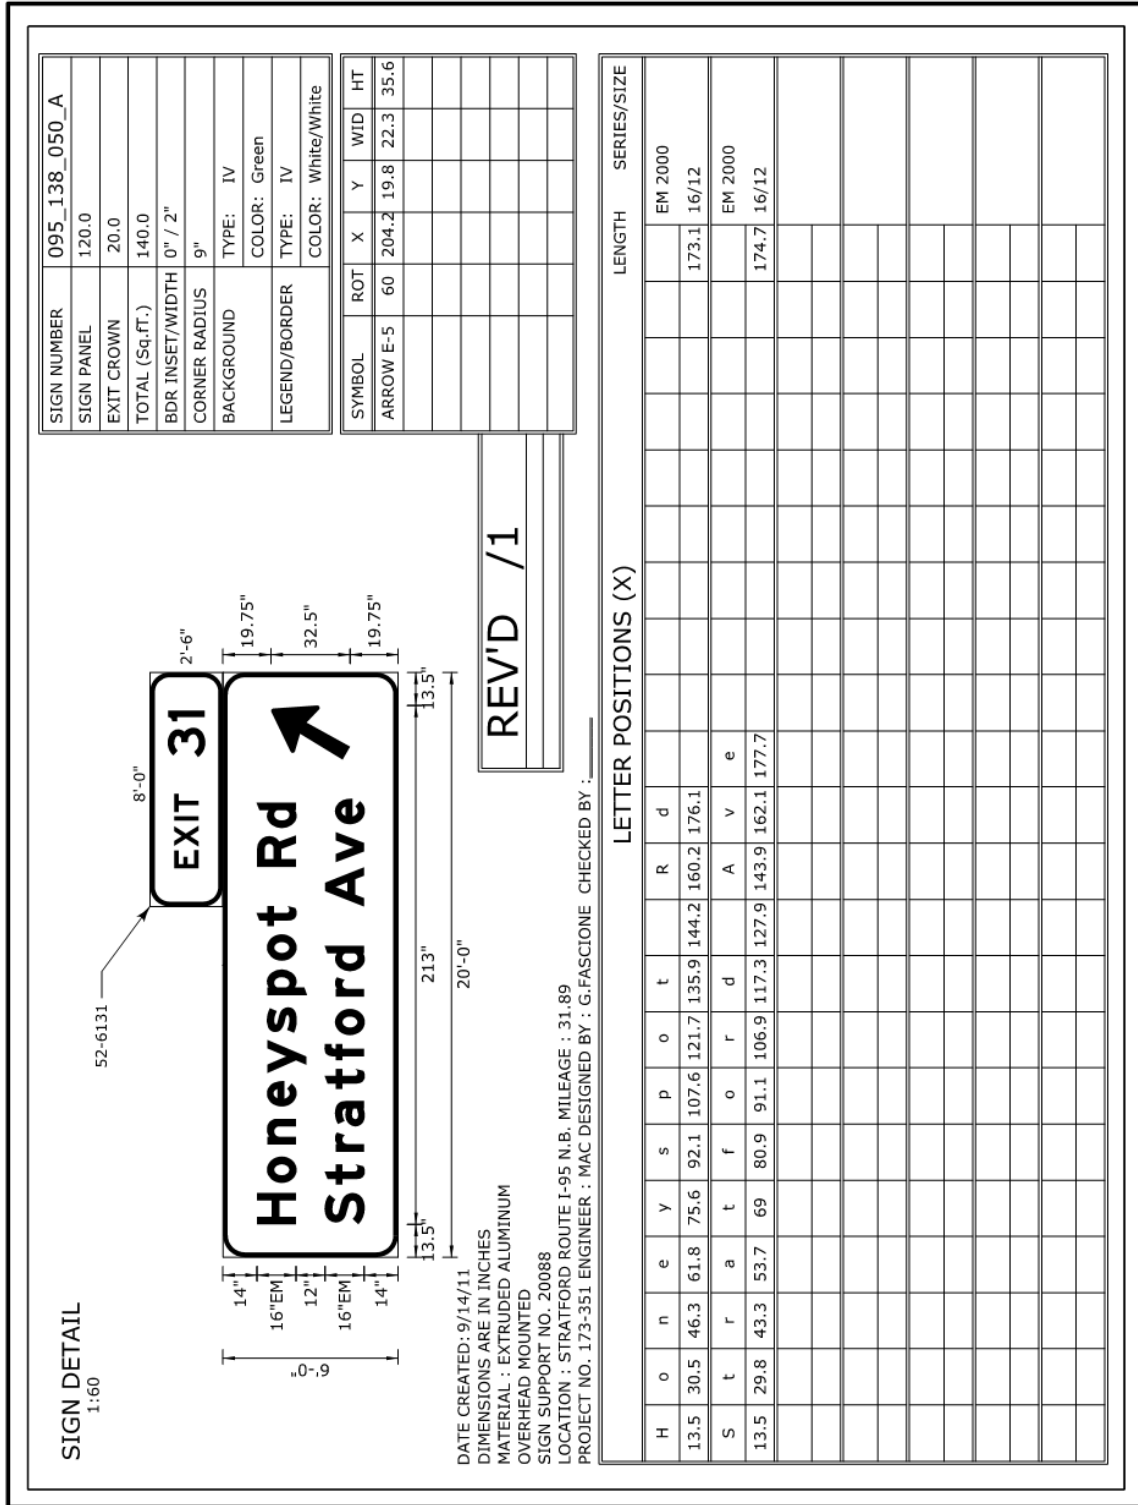 SIGN DETAIL
1:60
52-6131
8'-0"
2'-6"
EXIT 31
Honeyspot Rd
Stratford Ave
14"
16"EM
12"
16"EM
14"
6'-0"
19.75"
32.5"
19.75"
13.5" 213" 13.5"
20'-0"
DATE CREATED: 9/14/11
DIMENSIONS ARE IN INCHES
MATERIAL : EXTRUDED ALUMINUM
OVERHEAD MOUNTED
SIGN SUPPORT NO. 20088
LOCATION : STRATFORD ROUTE I-95 N.B. MILEAGE : 31.89
PROJECT NO. 173-351 ENGINEER : MAC DESIGNED BY : G.FASCIONE CHECKED BY :
REV'D /1
SIGN NUMBER 095_138_050_A
SIGN PANEL 120.0
EXIT CROWN 20.0
TOTAL (Sq.fT.) 140.0
BDR INSET/WIDTH 0" / 2"
CORNER RADIUS 9"
BACKGROUND TYPE: IV
COLOR: Green
LEGEND/BORDER TYPE: IV
COLOR: White/White
SYMBOL ROT X Y WID HT
ARROW E-5 60 204.2 19.8 22.3 35.6
LETTER POSITIONS (X) LENGTH SERIES/SIZE
H o n e y s p o t R d EM 2000
13.5 30.5 46.3 61.8 75.6 92.1 107.6 121.7 135.9 144.2 160.2 176.1 173.1 16/12
S t r a t f o r d A v e EM 2000
13.5 29.8 43.3 53.7 69 80.9 91.1 106.9 117.3 127.9 143.9 162.1 177.7 174.7 16/12